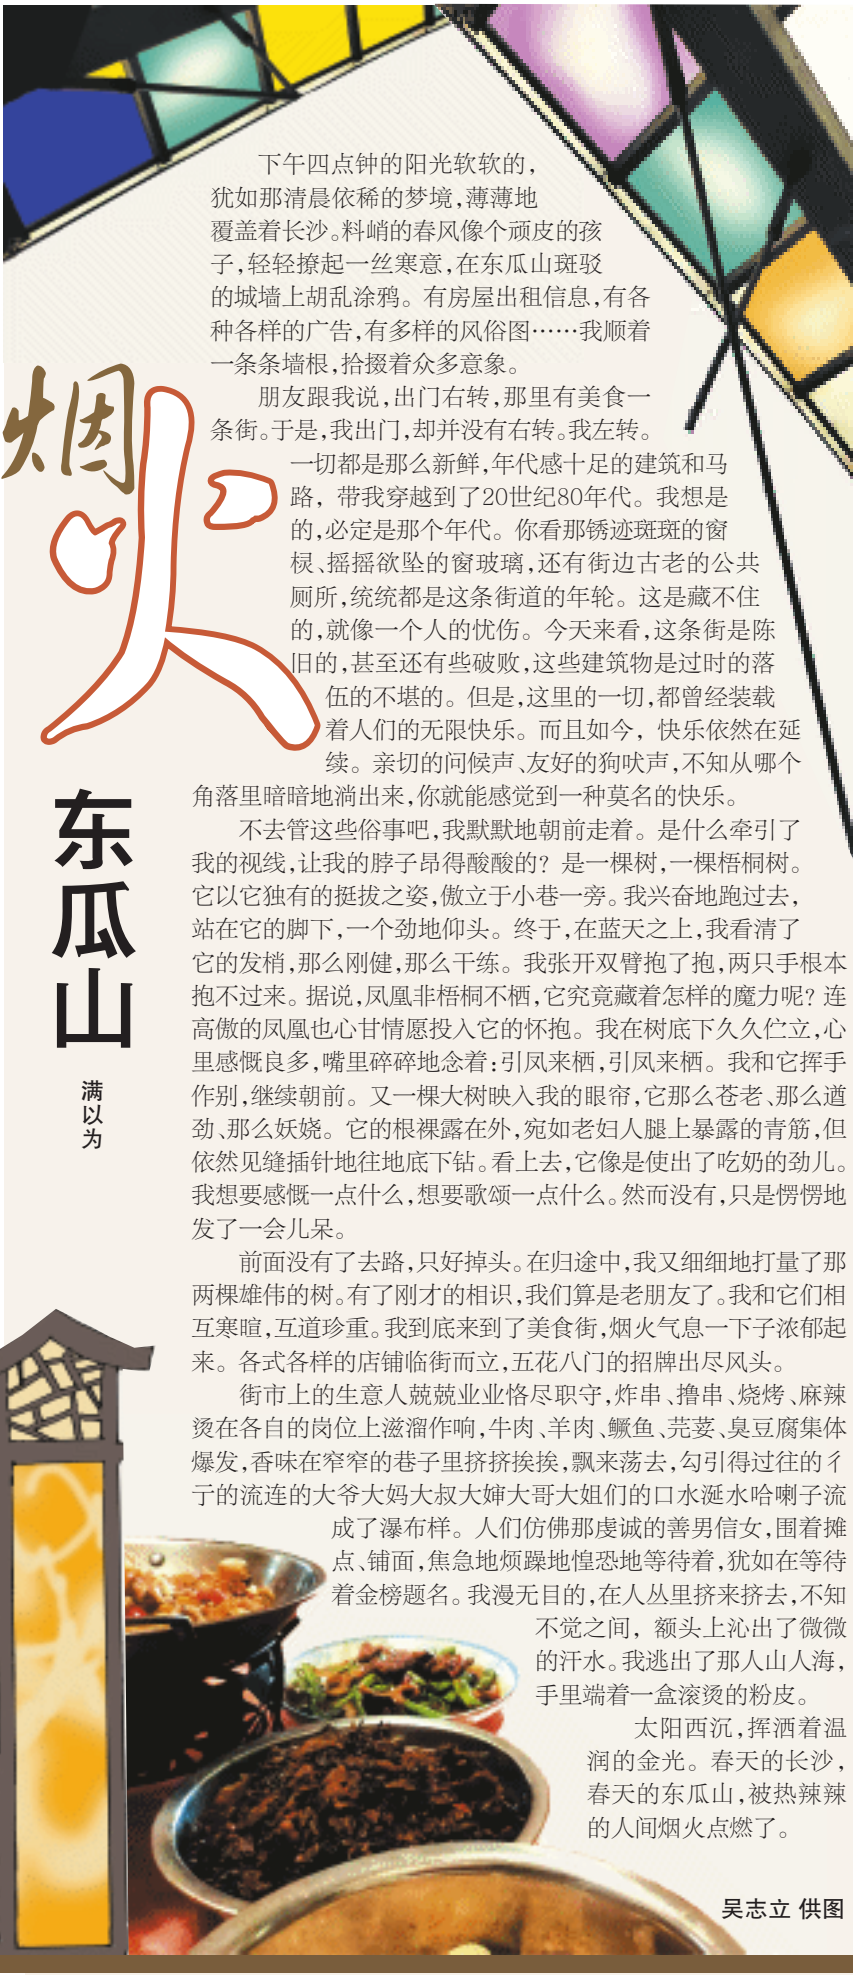 烟火
东瓜山
满以为
下午四点钟的阳光软软的，
犹如那清晨依稀的梦境，薄薄地
覆盖着长沙。料峭的春风像个顽皮的孩
子，轻轻撩起一丝寒意，在东瓜山斑驳
的城墙上胡乱涂鸦。有房屋出租信息，有各
种各样的广告，有多样的风俗图……我顺着
一条条墙根，拾掇着众多意象。
朋友跟我说，出门右转，那里有美食一
条街。于是，我出门，却并没有右转。我左转。
一切都是那么新鲜，年代感十足的建筑和马
路，带我穿越到了20世纪80年代。我想是
的，必定是那个年代。你看那锈迹斑斑的窗
棂、摇摇欲坠的窗玻璃，还有街边古老的公共
厕所，统统都是这条街道的年轮。这是藏不住
的，就像一个人的忧伤。今天来看，这条街是陈
旧的，甚至还有些破败，这些建筑物是过时的落
伍的不堪的。但是，这里的一切，都曾经装载
着人们的无限快乐。而且如今，快乐依然在延
续。亲切的问候声、友好的狗吠声，不知从哪个
角落里暗暗地淌出来，你就能感觉到一种莫名的快乐。
不去管这些俗事吧，我默默地朝前走着。是什么牵引了
我的视线，让我的脖子昂得酸酸的？是一棵树，一棵梧桐树。
它以它独有的挺拔之姿，傲立于小巷一旁。我兴奋地跑过去，
站在它的脚下，一个劲地仰头。终于，在蓝天之上，我看清了
它的发梢，那么刚健，那么干练。我张开双臂抱了抱，两只手根本
抱不过来。据说，凤凰非梧桐不栖，它究竟藏着怎样的魔力呢？连
高傲的凤凰也心甘情愿投入它的怀抱。我在树底下久久伫立，心
里感慨良多，嘴里碎碎地念着：引凤来栖，引凤来栖。我和它挥手
作别，继续朝前。又一棵大树映入我的眼帘，它那么苍老、那么遒
劲、那么妖娆。它的根裸露在外，宛如老妇人腿上暴露的青筋，但
依然见缝插针地往地底下钻。看上去，它像是使出了吃奶的劲儿。
我想要感慨一点什么，想要歌颂一点什么。然而没有，只是愣愣地
发了一会儿呆。
前面没有了去路，只好掉头。在归途中，我又细细地打量了那
两棵雄伟的树。有了刚才的相识，我们算是老朋友了。我和它们相
互寒暄，互道珍重。我到底来到了美食街，烟火气息一下子浓郁起
来。各式各样的店铺临街而立，五花八门的招牌出尽风头。
街市上的生意人兢兢业业恪尽职守，炸串、撸串、烧烤、麻辣
烫在各自的岗位上滋溜作响，牛肉、羊肉、鳜鱼、芫荽、臭豆腐集体
爆发，香味在窄窄的巷子里挤挤挨挨，飘来荡去，勾引得过往的彳
亍的流连的大爷大妈大叔大婶大哥大姐们的口水涎水哈喇子流
成了瀑布样。人们仿佛那虔诚的善男信女，围着摊
点、铺面，焦急地烦躁地惶恐地等待着，犹如在等待
着金榜题名。我漫无目的，在人丛里挤来挤去，不知
不觉之间，额头上沁出了微微
的汗水。我逃出了那人山人海，
手里端着一盒滚烫的粉皮。
太阳西沉，挥洒着温
润的金光。春天的长沙，
春天的东瓜山，被热辣辣
的人间烟火点燃了。
吴志立 供图